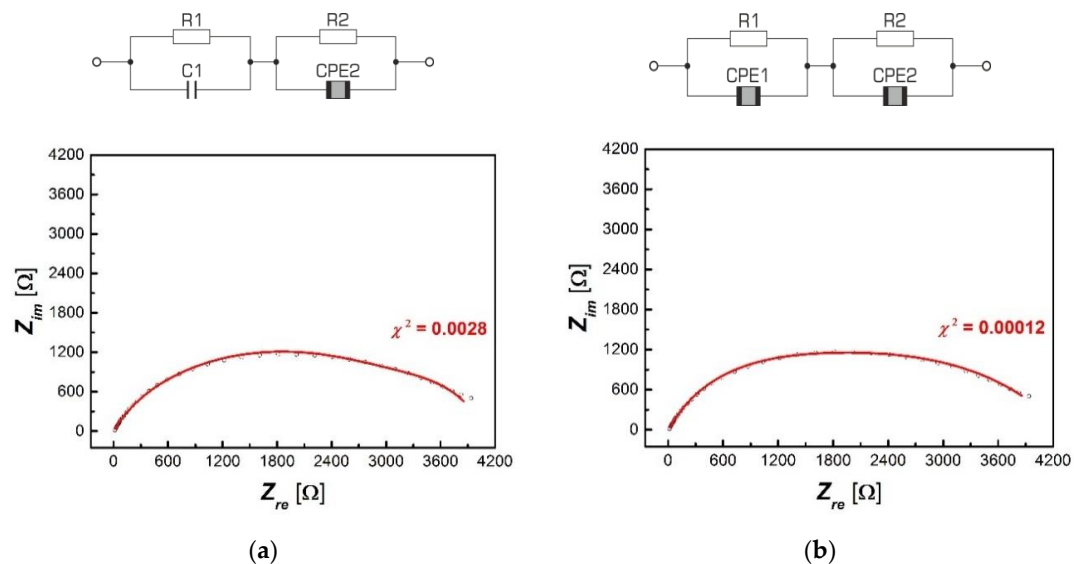 R1 R2
C1 CPE2
4200
3600
3000
2400
1800
1200
600
0
Z_im [Ω]
χ² = 0.0028
0 600 1200 1800 2400 3000 3600 4200
Z_re [Ω]
(a)
R1 R2
CPE1 CPE2
4200
3600
3000
2400
1800
1200
600
0
Z_im [Ω]
χ² = 0.00012
0 600 1200 1800 2400 3000 3600 4200
Z_re [Ω]
(b)